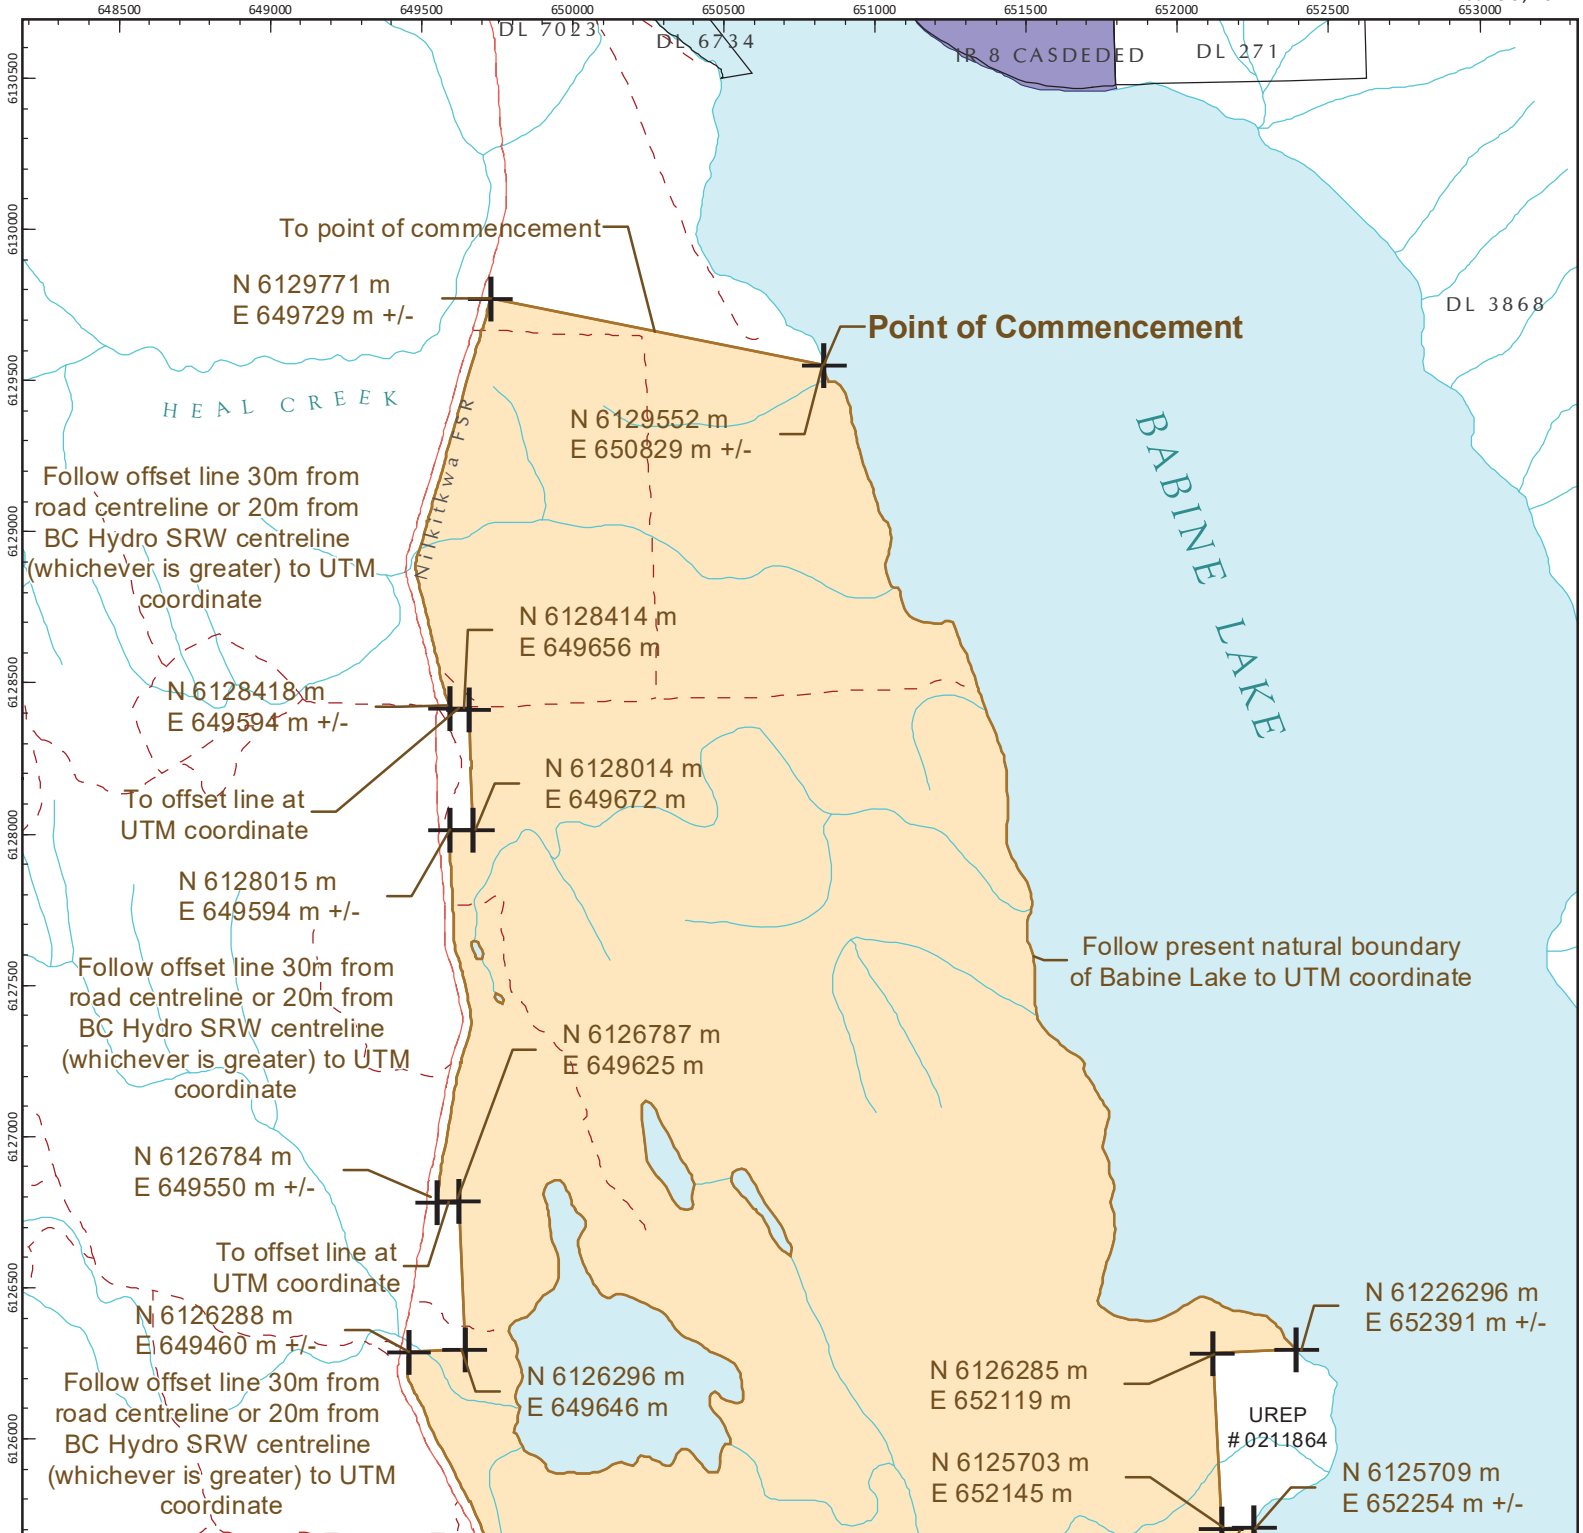 648500
649000
649500
650000
650500
651000
651500
652000
652500
653000
DL 7023
DL 6734
IR 8 CASDEDED
DL 271
6130500
6130000
6129500
6129000
6128500
6128000
6127500
6127000
6126500
6126000
To point of commencement
N 6129771 m
E 649729 m +/-
Point of Commencement
DL 3868
HEAL CREEK
Nilkitkwa FSR
N 6129552 m
E 650829 m +/-
BABINE LAKE
Follow offset line 30m from
road centreline or 20m from
BC Hydro SRW centreline
(whichever is greater) to UTM
coordinate
N 6128414 m
E 649656 m
N 6128418 m
E 649594 m +/-
N 6128014 m
E 649672 m
To offset line at
UTM coordinate
N 6128015 m
E 649594 m +/-
Follow present natural boundary
of Babine Lake to UTM coordinate
Follow offset line 30m from
road centreline or 20m from
BC Hydro SRW centreline
(whichever is greater) to UTM
coordinate
N 6126787 m
E 649625 m
N 6126784 m
E 649550 m +/-
To offset line at
UTM coordinate
N 6126288 m
E 649460 m +/-
N 61226296 m
E 652391 m +/-
N 6126296 m
E 649646 m
N 6126285 m
E 652119 m
Follow offset line 30m from
road centreline or 20m from
BC Hydro SRW centreline
(whichever is greater) to UTM
coordinate
UREP
# 0211864
N 6125703 m
E 652145 m
N 6125709 m
E 652254 m +/-